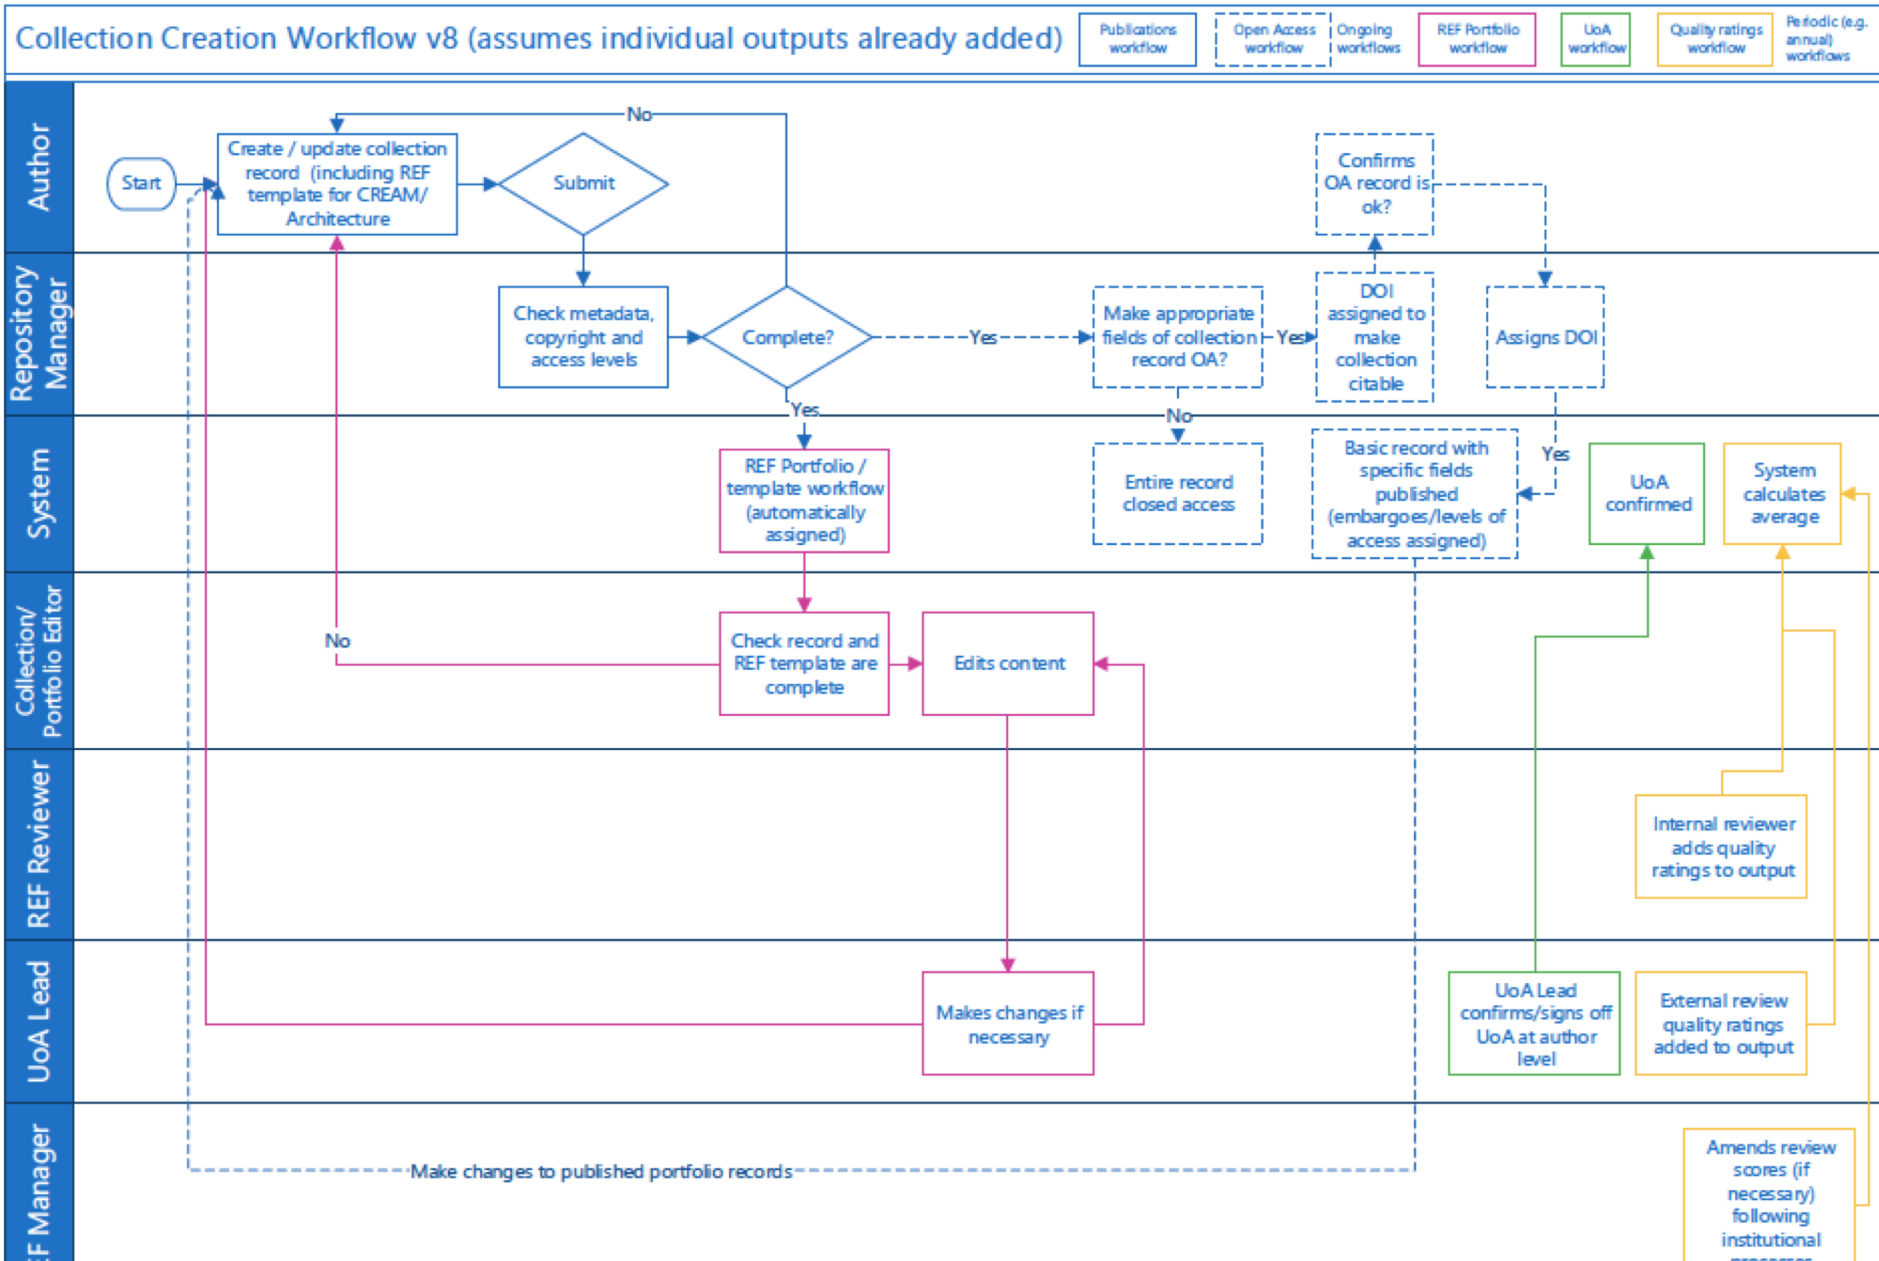 Collection Creation Workflow v8 (assumes individual outputs already added)
Publications
workflow
Open Access
workflow
Ongoing
workflows
REF Portfolio
workflow
UoA
workflow
Quality ratings
workflow
Periodic (e.g.
annual)
workflows
Author
Start
Create / update collection
record (including REF
template for CREAM/
Architecture
Submit
No
Confirms
OA record is
ok?
Repository
Manager
Check metadata,
copyright and
access levels
Complete?
Yes
Make appropriate
fields of collection
record OA?
Yes
DOI
assigned to
make
collection
citable
Assigns DOI
Yes
No
System
REF Portfolio /
template workflow
(automatically
assigned)
Entire record
closed access
Basic record with
specific fields
published
(embargoes/levels of
access assigned)
Yes
UoA
confirmed
System
calculates
average
Collection/
Portfolio Editor
No
Check record and
REF template are
complete
Edits content
REF Reviewer
Internal reviewer
adds quality
ratings to output
UoA Lead
Makes changes if
necessary
UoA Lead
confirms/signs off
UoA at author
level
External review
quality ratings
added to output
Manager
Make changes to published portfolio records
Amends review
scores (if
necessary)
following
institutional